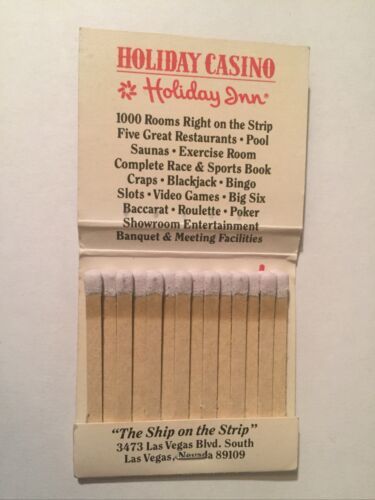 HOLIDAY CASINO
Holiday Inn®
1000 Rooms Right on the Strip
Five Great Restaurants • Pool
Saunas • Exercise Room
Complete Race & Sports Book
Craps • Blackjack • Bingo
Slots • Video Games • Big Six
Baccarat • Roulette • Poker
Showroom Entertainment
Banquet & Meeting Facilities
"The Ship on the Strip"
3473 Las Vegas Blvd. South
Las Vegas, Nevada 89109